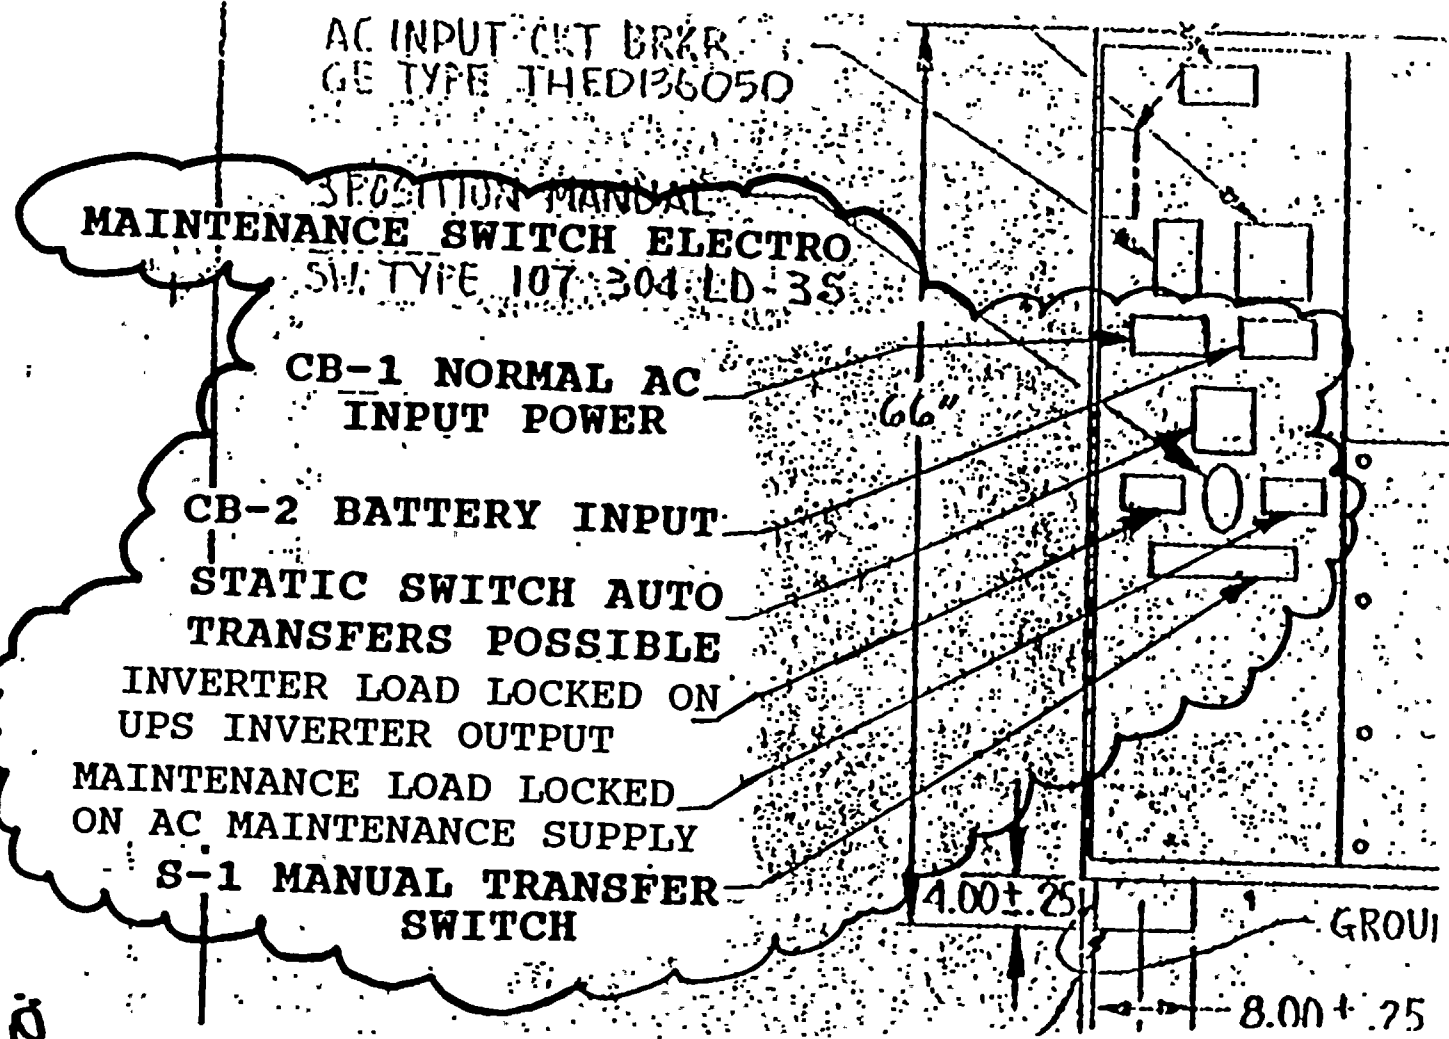 AC INPUT CKT BRKR
GE TYPE THED136050
3 POSITION MANUAL
MAINTENANCE SWITCH ELECTRO
SW. TYPE 107 304 LD-3S
CB-1 NORMAL AC
INPUT POWER
66"
CB-2 BATTERY INPUT
STATIC SWITCH AUTO
TRANSFERS POSSIBLE
INVERTER LOAD LOCKED ON
UPS INVERTER OUTPUT
MAINTENANCE LOAD LOCKED
ON AC MAINTENANCE SUPPLY
S-1 MANUAL TRANSFER
SWITCH
4.00±.25
GROU
8.00±.25